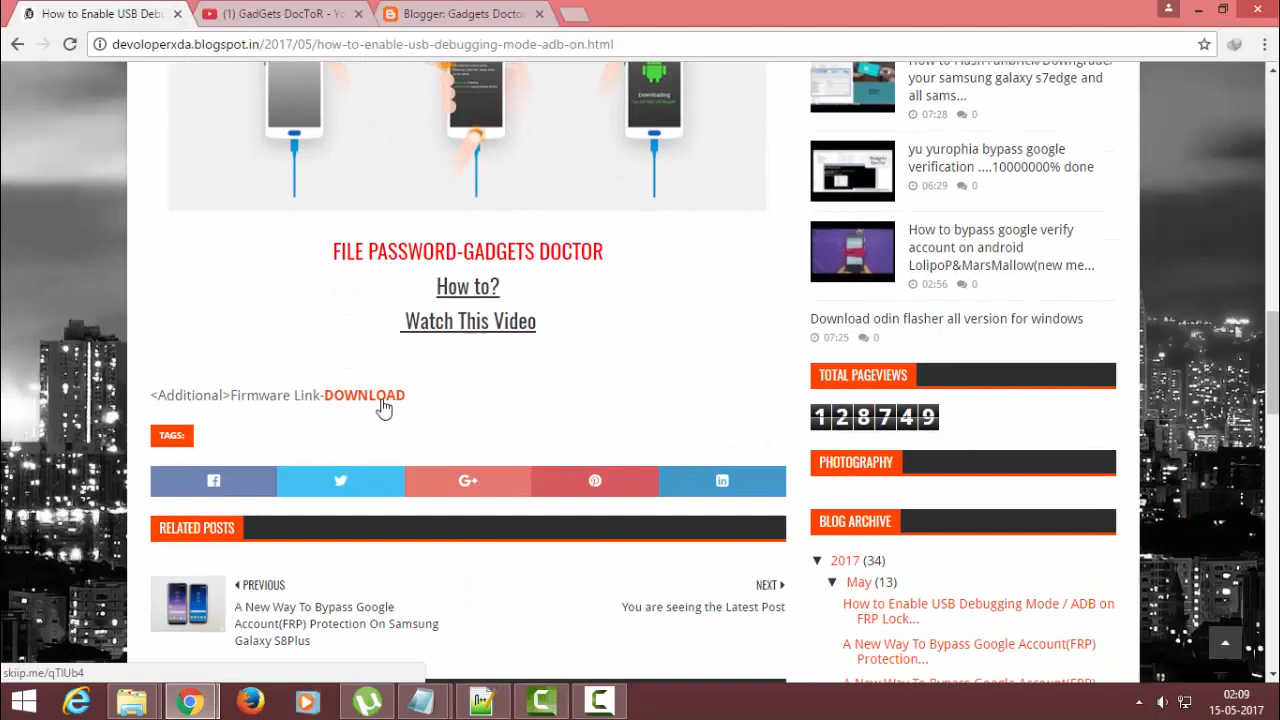 How to Enable USB Deb
(1) GadGets DocToR - Yo
Blogger: Gadgets Doctor
devoloperxda.blogspot.in/2017/05/how-to-enable-usb-debugging-mode-adb-on.html
Downloading
How to Flash /unbrick/Downgrade/
your samsung galaxy s7edge and
all sams...
07:28 0
yu yurophia bypass google
verification ....10000000% done
06:29 0
How to bypass google verify
account on android
LolipoP&MarsMallow(new me...
02:56 0
Download odin flasher all version for windows
07:25 0
FILE PASSWORD-GADGETS DOCTOR
How to?
Watch This Video
<Additional>Firmware Link-DOWNLOAD
TAGS:
RELATED POSTS
PREVIOUS
A New Way To Bypass Google
Account(FRP) Protection On Samsung
Galaxy S8Plus
NEXT
You are seeing the Latest Post
TOTAL PAGEVIEWS
128749
PHOTOGRAPHY
BLOG ARCHIVE
▼ 2017 (34)
▼ May (13)
How to Enable USB Debugging Mode / ADB on
FRP Lock...
A New Way To Bypass Google Account(FRP)
Protection...
skiip.me/qTlUb4
02:09
15-05-2017